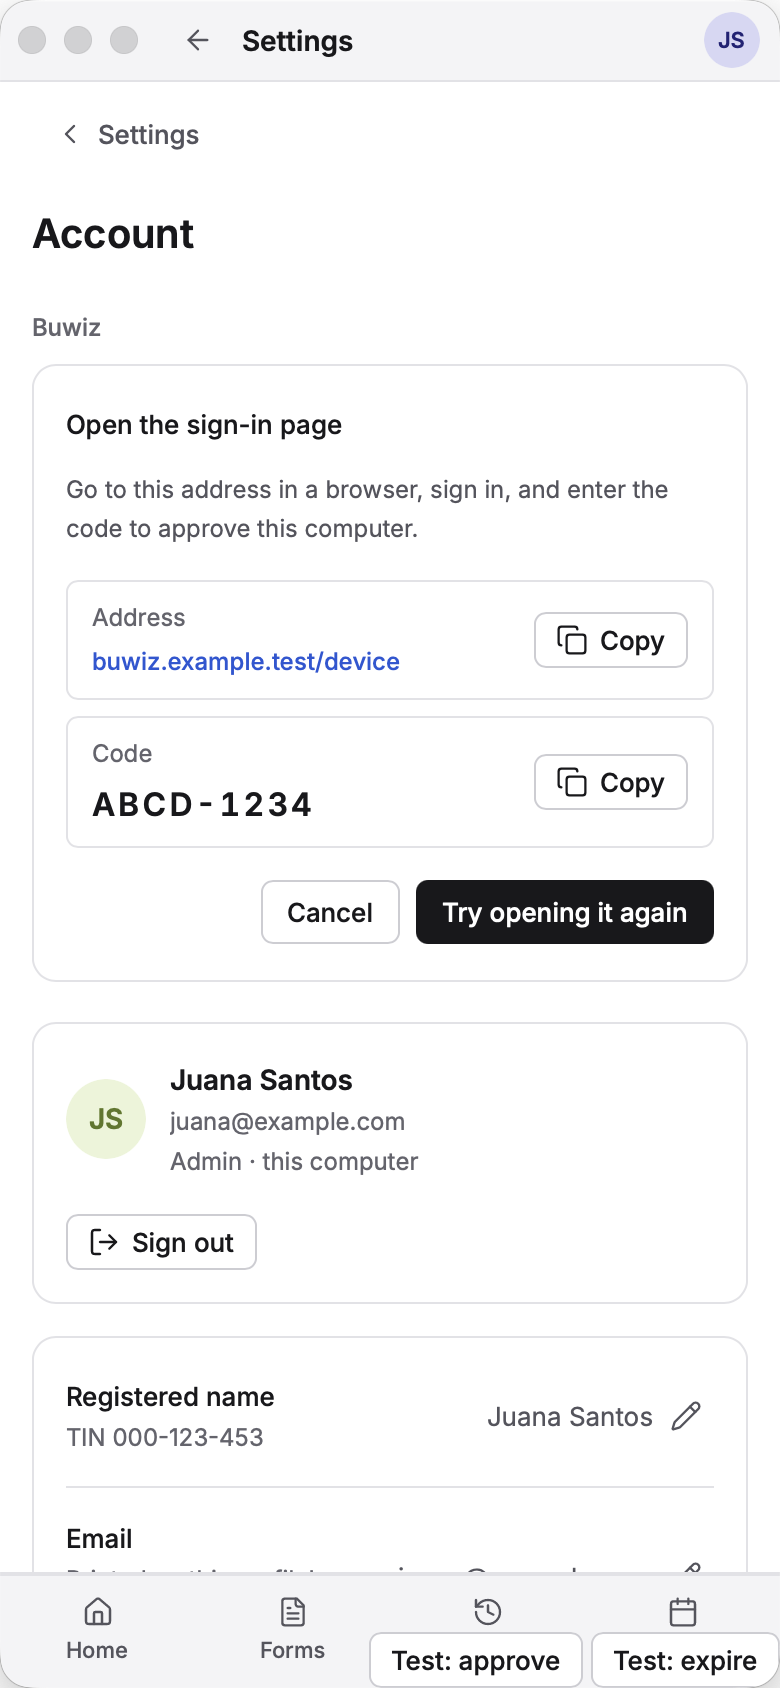 Settings
JS
Settings
Account
Buwiz
Open the sign-in page
Go to this address in a browser, sign in, and enter the
code to approve this computer.
Address
buwiz.example.test/device
Copy
Code
ABCD-1234
Copy
Cancel
Try opening it again
JS
Juana Santos
juana@example.com
Admin · this computer
Sign out
Registered name
TIN 000-123-453
Juana Santos
Email
Home
Forms
Test: approve
Test: expire